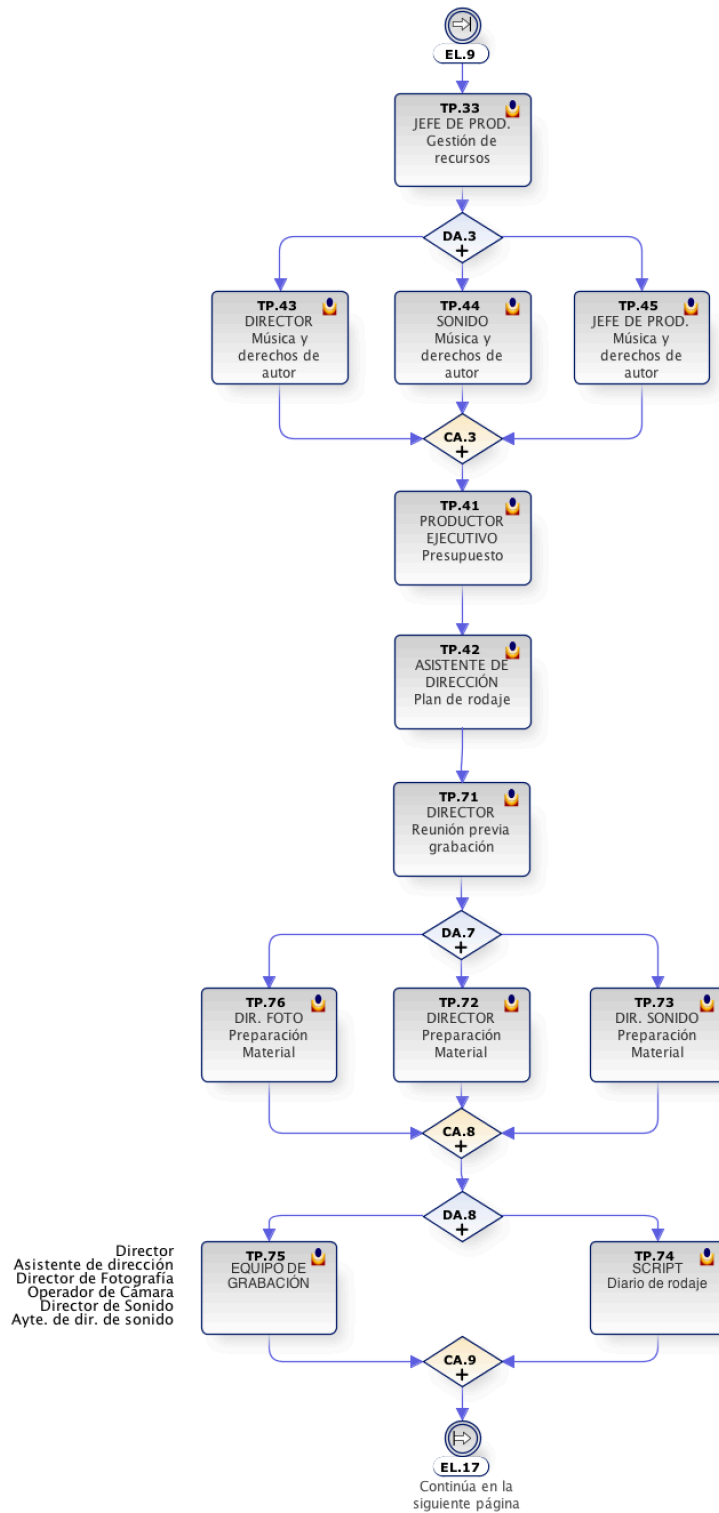 EL.9
TP.33
JEFE DE PROD.
Gestión de
recursos
DA.3
TP.43
DIRECTOR
Música y
derechos de
autor
TP.44
SONIDO
Música y
derechos de
autor
TP.45
JEFE DE PROD.
Música y
derechos de
autor
CA.3
TP.41
PRODUCTOR
EJECUTIVO
Presupuesto
TP.42
ASISTENTE DE
DIRECCIÓN
Plan de rodaje
TP.71
DIRECTOR
Reunión previa
grabación
DA.7
TP.76
DIR. FOTO
Preparación
Material
TP.72
DIRECTOR
Preparación
Material
TP.73
DIR. SONIDO
Preparación
Material
CA.8
DA.8
Director
Asistente de dirección
Director de Fotografía
Operador de Cámara
Director de Sonido
Ayte. de dir. de sonido
TP.75
EQUIPO DE
GRABACIÓN
TP.74
SCRIPT
Diario de rodaje
CA.9
EL.17
Continúa en la
siguiente página